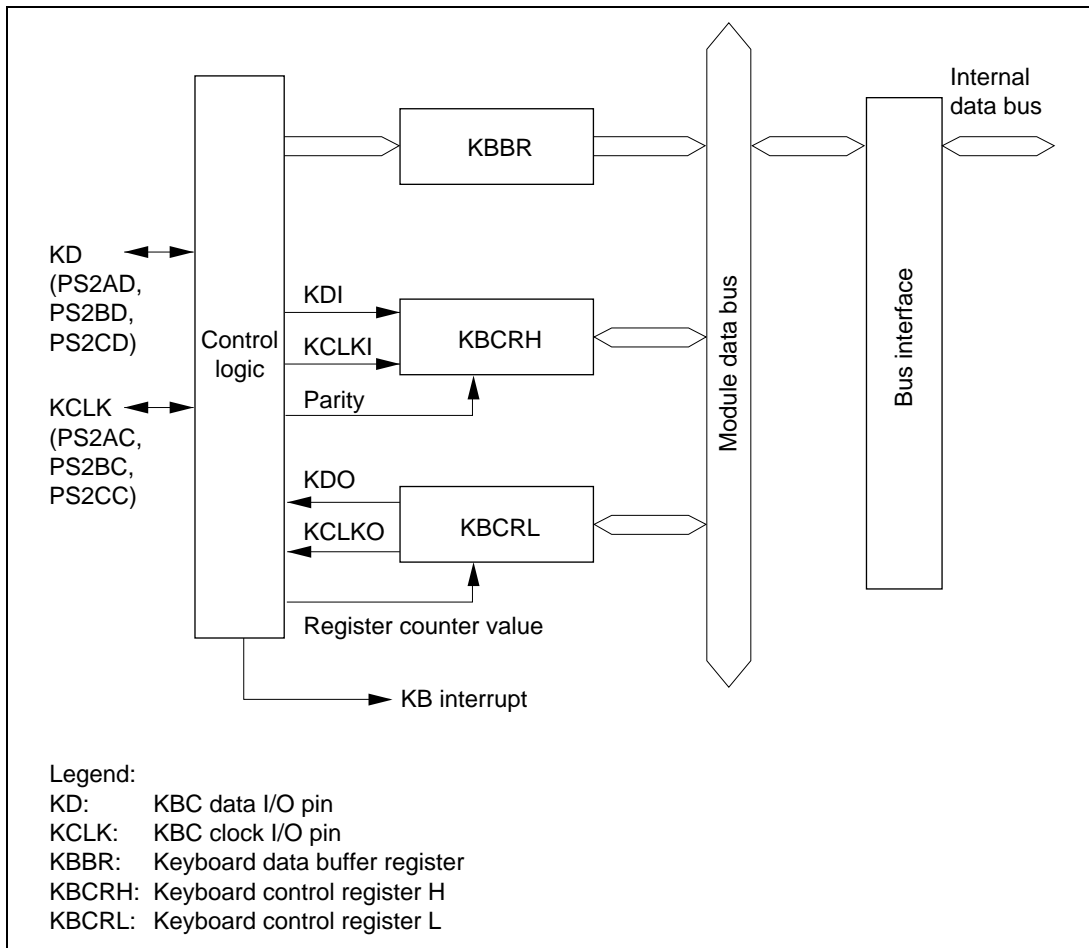 Internal
data bus
KBBR
KD
(PS2AD,
PS2BD,
PS2CD)
KDI
Control
logic
KCLKI
KBCRH
Parity
Module data bus
Bus interface
KCLK
(PS2AC,
PS2BC,
PS2CC)
KDO
KCLKO
KBCRL
Register counter value
KB interrupt
Legend:
KD: KBC data I/O pin
KCLK: KBC clock I/O pin
KBBR: Keyboard data buffer register
KBCRH: Keyboard control register H
KBCRL: Keyboard control register L